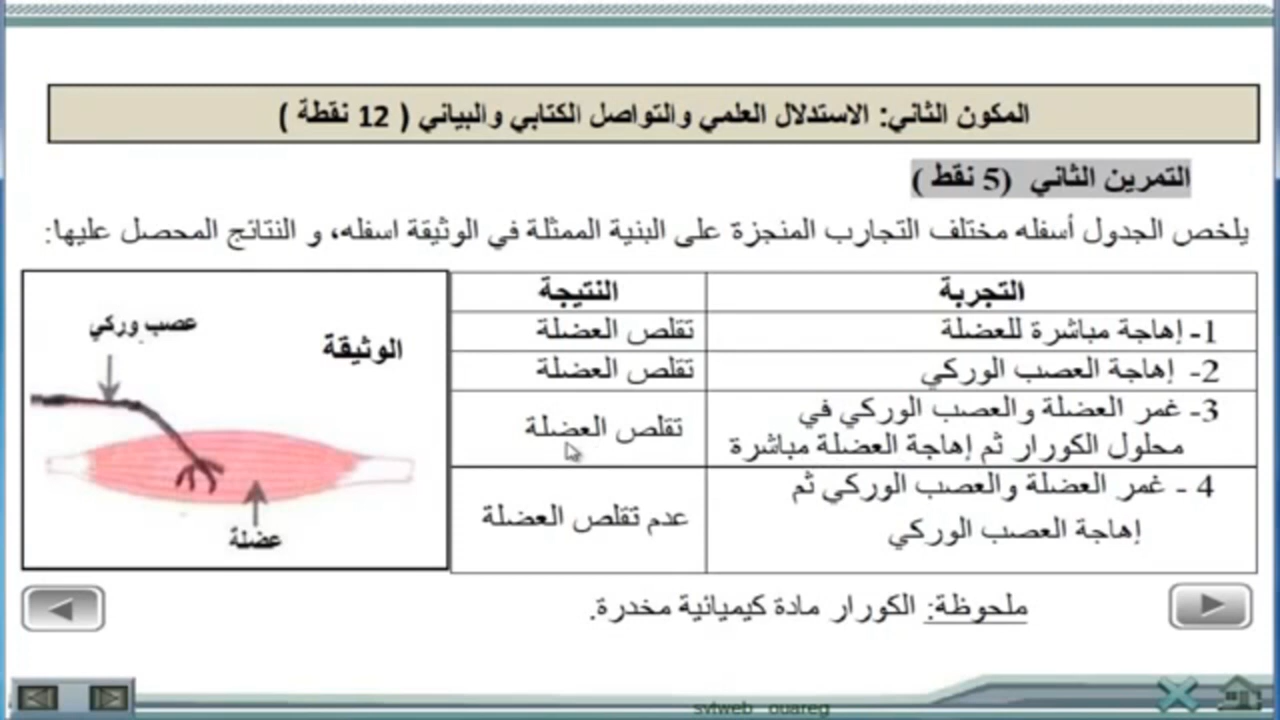 المكون الثاني: الاستدلال العلمي والتواصل الكتابي والبياني ( 12 نقطة )
التمرين الثاني (5 نقط )
يلخص الجدول أسفله مختلف التجارب المنجزة على البنية الممثلة في الوثيقة اسفله، و النتائج المحصل عليها:
التجربة
النتيجة
1- إهاجة مباشرة للعضلة
تقلص العضلة
2- إهاجة العصب الوركي
تقلص العضلة
3- غمر العضلة والعصب الوركي في
محلول الكورار ثم إهاجة العضلة مباشرة
تقلص العضلة
4 - غمر العضلة والعصب الوركي ثم
إهاجة العصب الوركي
عدم تقلص العضلة
الوثيقة
عصب وركي
عضلة
ملحوظة: الكورار مادة كيميائية مخدرة.
svtweb ouareg